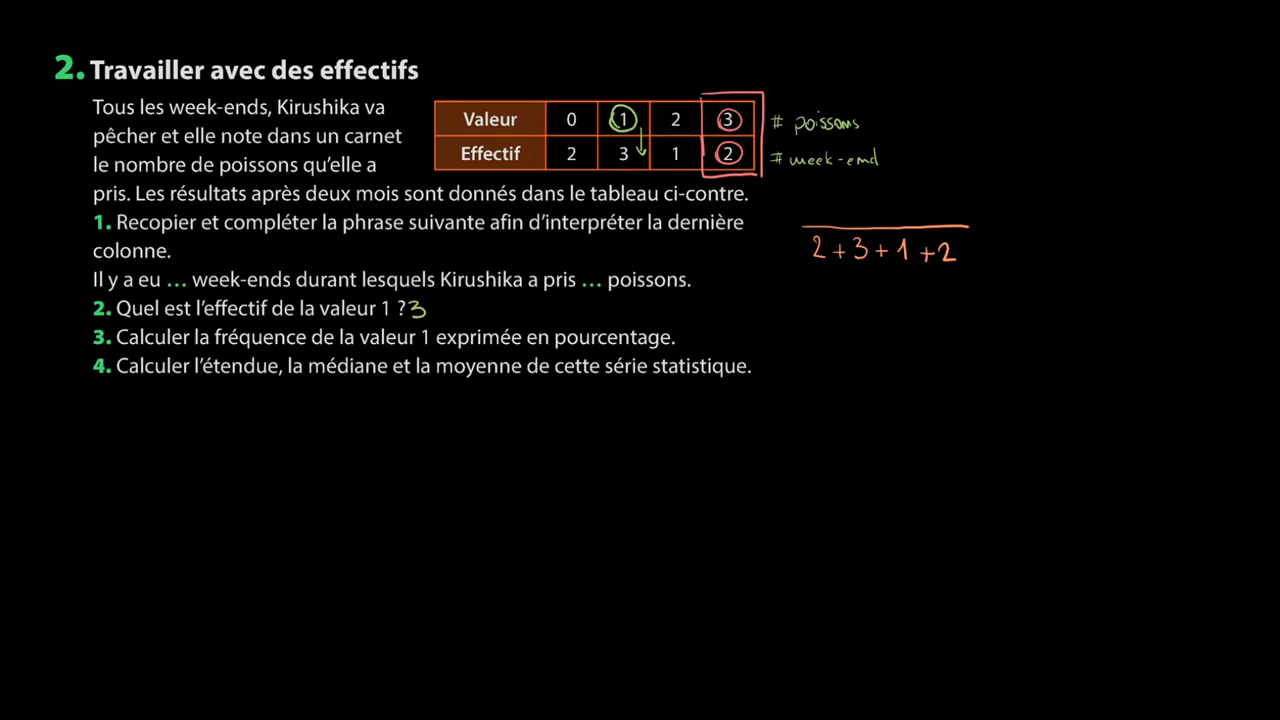 2. Travailler avec des effectifs
Tous les week-ends, Kirushika va
pêcher et elle note dans un carnet
le nombre de poissons qu'elle a
pris. Les résultats après deux mois sont donnés dans le tableau ci-contre.
Valeur 0 1 2 3 # poissons
Effectif 2 3 1 2 # week-end
1. Recopier et compléter la phrase suivante afin d'interpréter la dernière
colonne.
Il y a eu … week-ends durant lesquels Kirushika a pris … poissons.
2. Quel est l'effectif de la valeur 1 ? 3
3. Calculer la fréquence de la valeur 1 exprimée en pourcentage.
4. Calculer l'étendue, la médiane et la moyenne de cette série statistique.
2+3+1+2